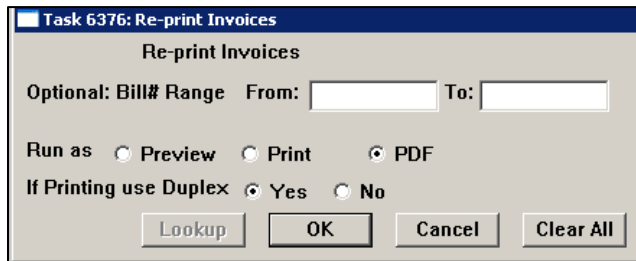 Task 6376: Re-print Invoices
Re-print Invoices
Optional: Bill# Range From: To:
Run as Preview Print PDF
If Printing use Duplex Yes No
Lookup OK Cancel Clear All